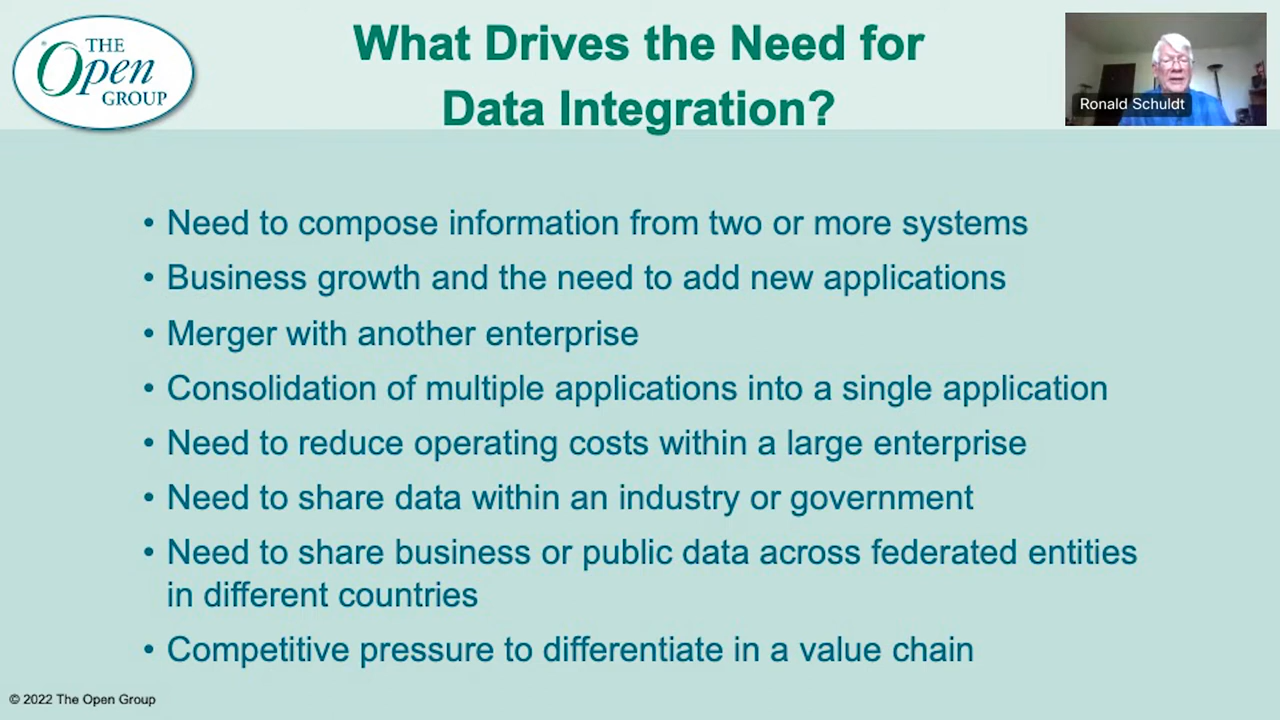 THE
Open
GROUP
What Drives the Need for
Data Integration?
Ronald Schuldt
• Need to compose information from two or more systems
• Business growth and the need to add new applications
• Merger with another enterprise
• Consolidation of multiple applications into a single application
• Need to reduce operating costs within a large enterprise
• Need to share data within an industry or government
• Need to share business or public data across federated entities
in different countries
• Competitive pressure to differentiate in a value chain
© 2022 The Open Group